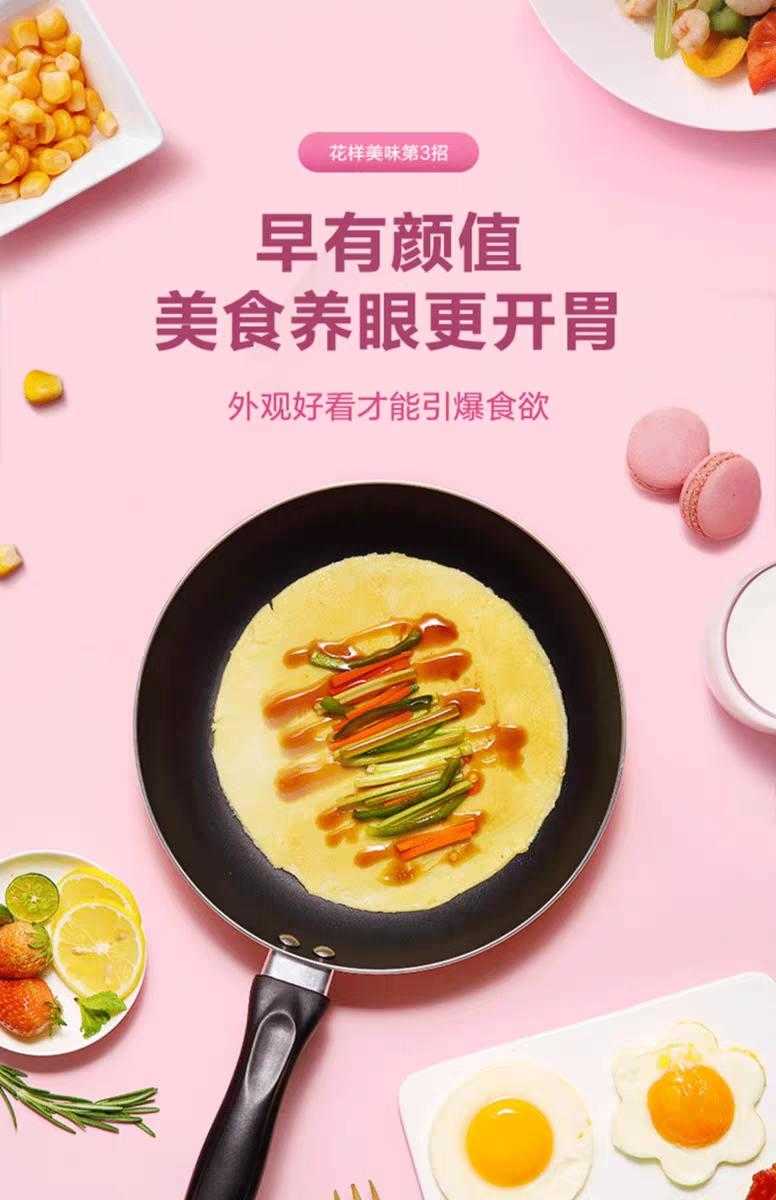 花样美味第3招
早有颜值
美食养眼更开胃
外观好看才能引爆食欲